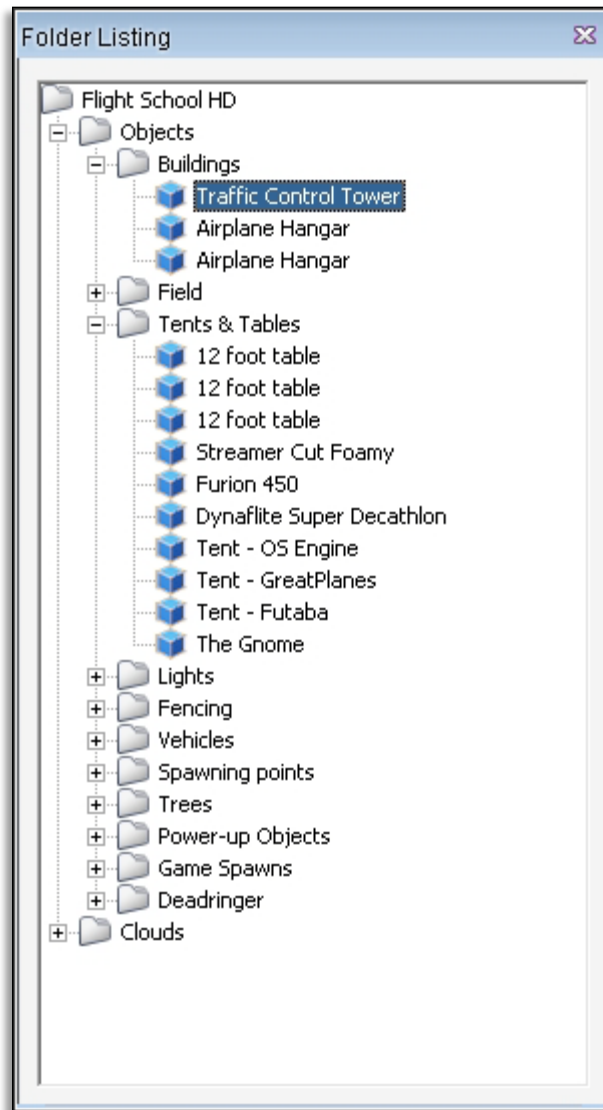 Folder Listing
Flight School HD
Objects
Buildings
Traffic Control Tower
Airplane Hangar
Airplane Hangar
Field
Tents & Tables
12 foot table
12 foot table
12 foot table
Streamer Cut Foamy
Furion 450
Dynaflite Super Decathlon
Tent - OS Engine
Tent - GreatPlanes
Tent - Futaba
The Gnome
Lights
Fencing
Vehicles
Spawning points
Trees
Power-up Objects
Game Spawns
Deadringer
Clouds